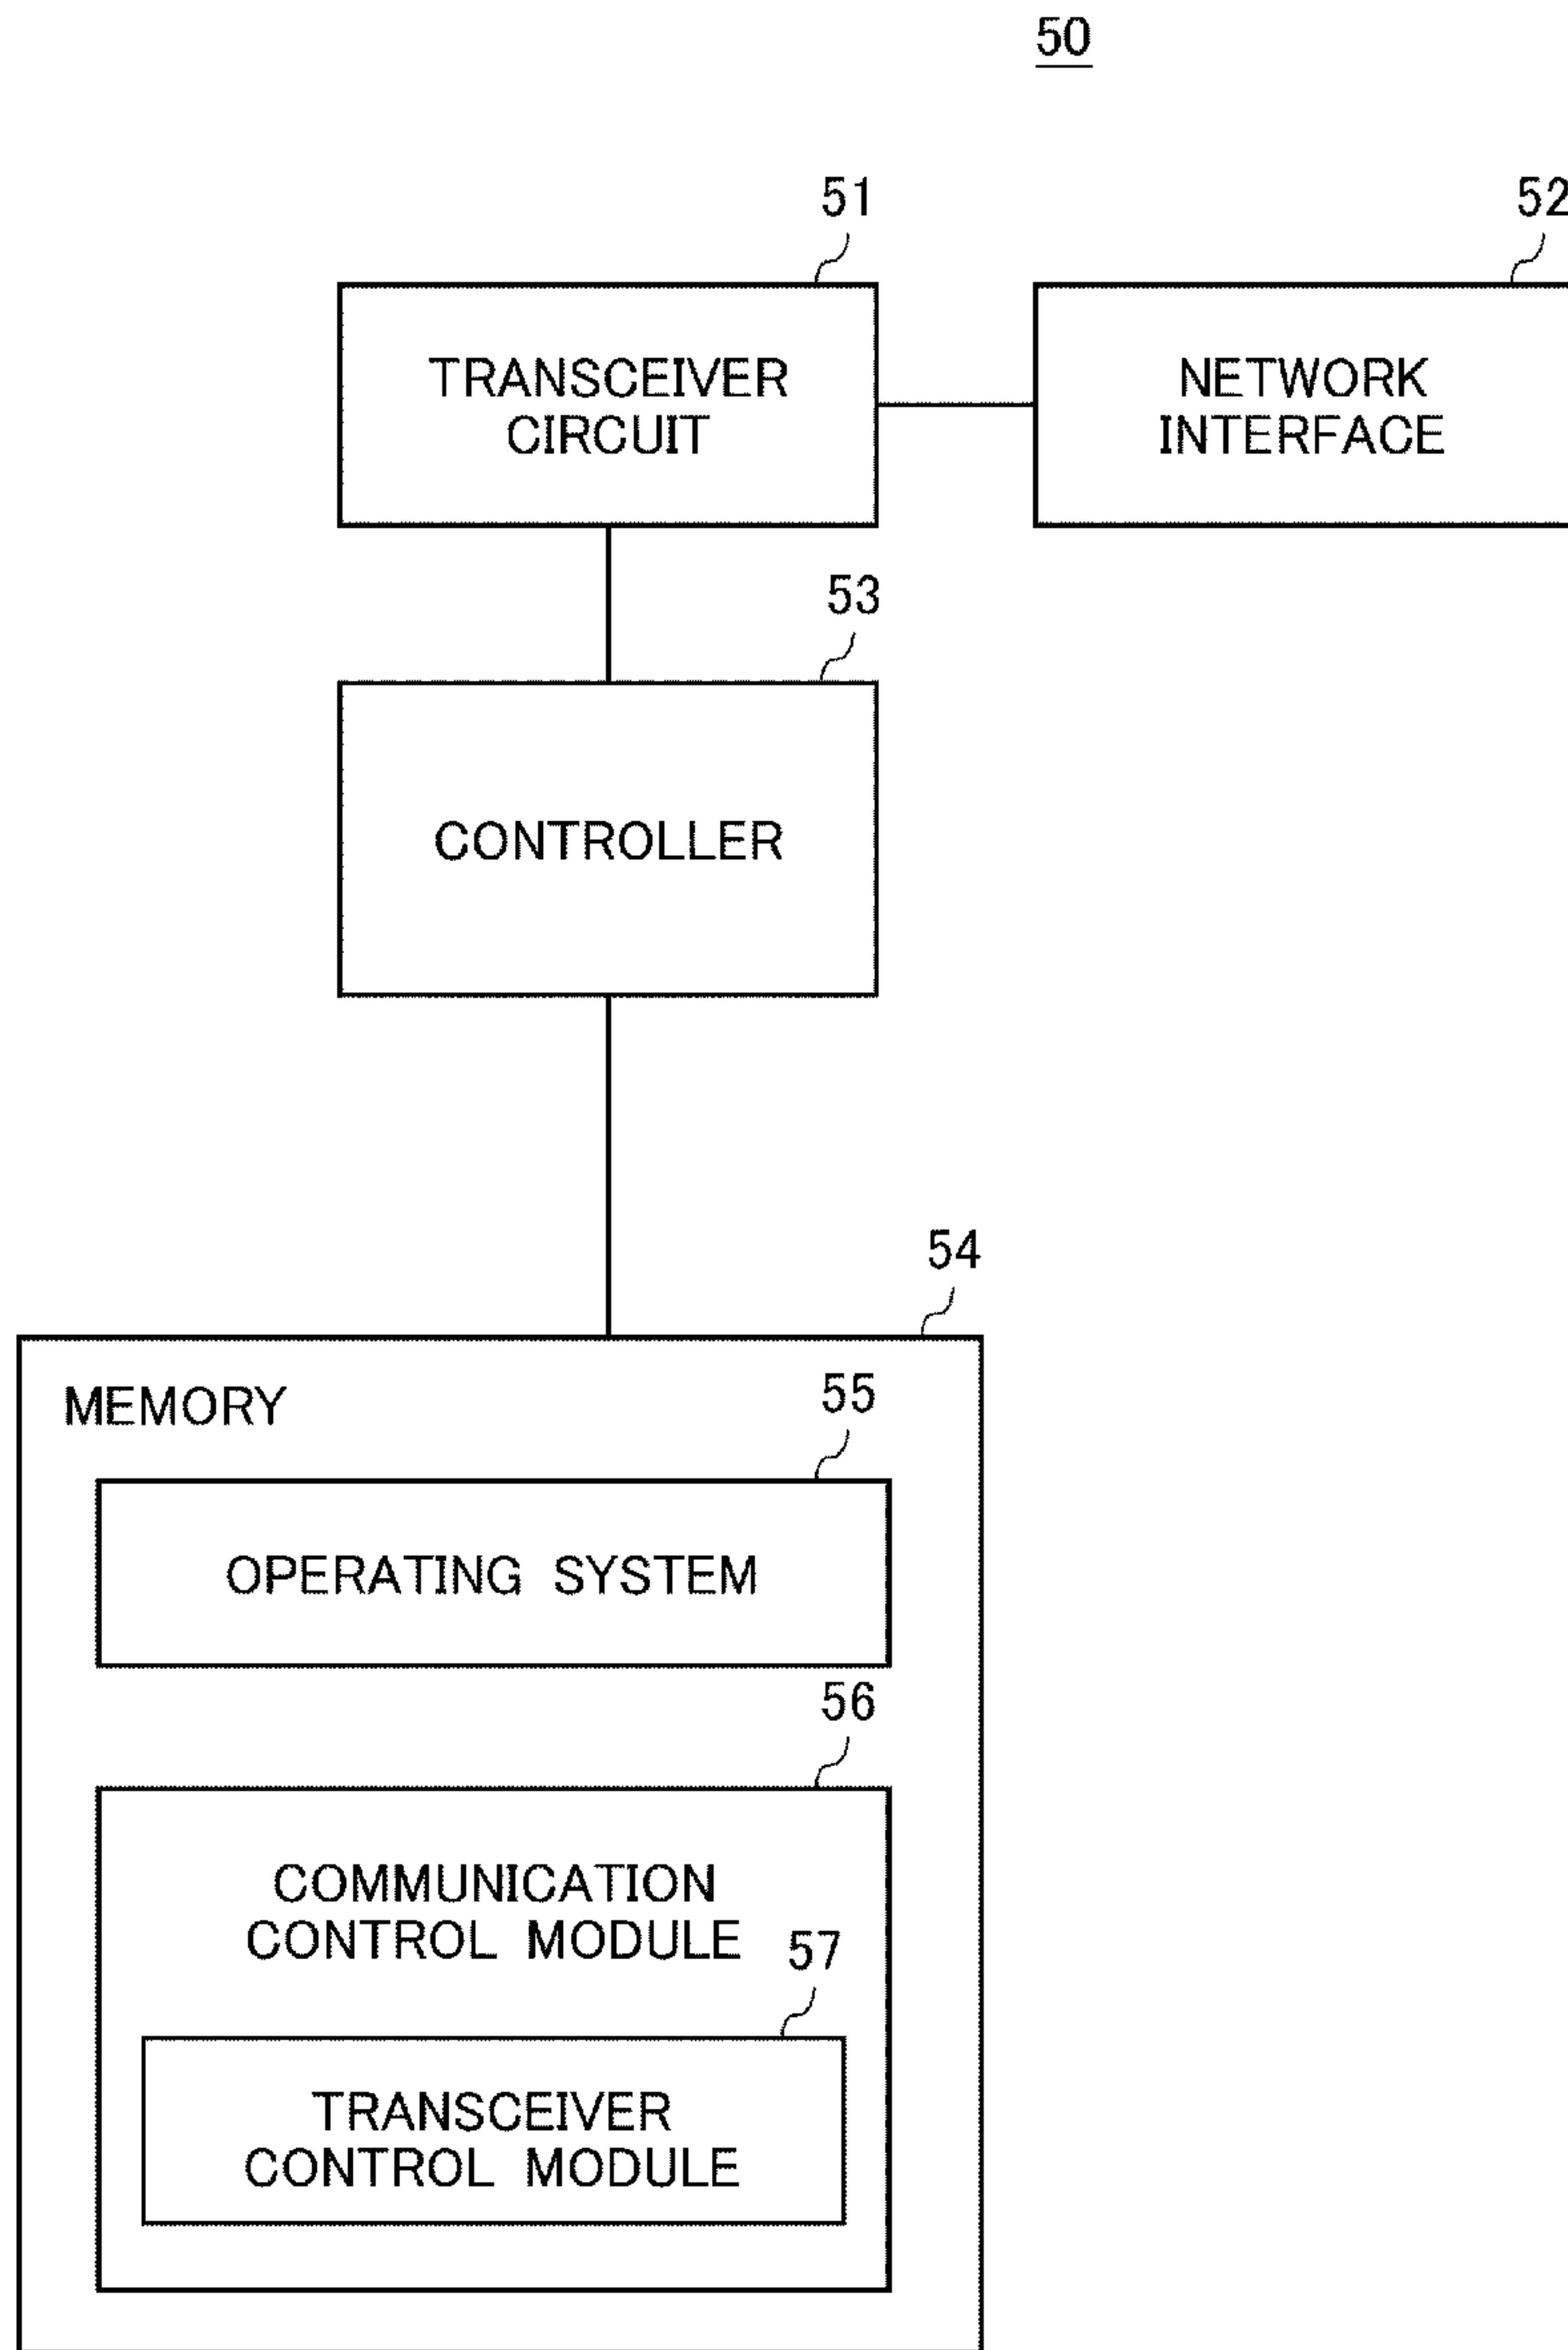 50
51
52
TRANSCEIVER
CIRCUIT
NETWORK
INTERFACE
53
CONTROLLER
54
MEMORY
55
OPERATING SYSTEM
56
COMMUNICATION
CONTROL MODULE
57
TRANSCEIVER
CONTROL MODULE